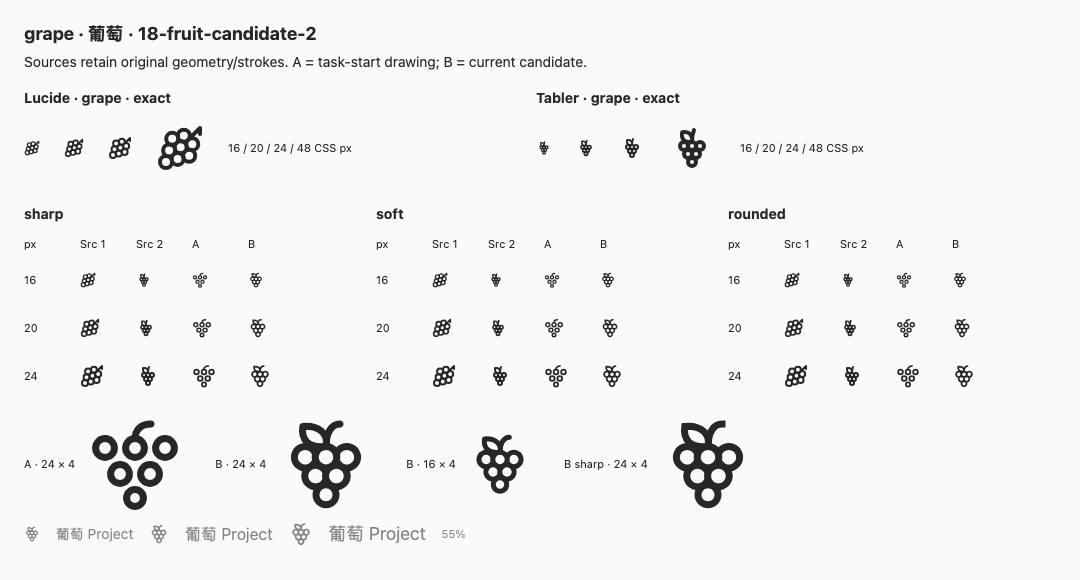 grape · 葡萄 · 18-fruit-candidate-2
Sources retain original geometry/strokes. A = task-start drawing; B = current candidate.
Lucide · grape · exact
Tabler · grape · exact
16 / 20 / 24 / 48 CSS px
16 / 20 / 24 / 48 CSS px
sharp
soft
rounded
px Src 1 Src 2 A B
px Src 1 Src 2 A B
px Src 1 Src 2 A B
16
16
16
20
20
20
24
24
24
A · 24 × 4
B · 24 × 4
B · 16 × 4
B sharp · 24 × 4
葡萄 Project
葡萄 Project
葡萄 Project
55%